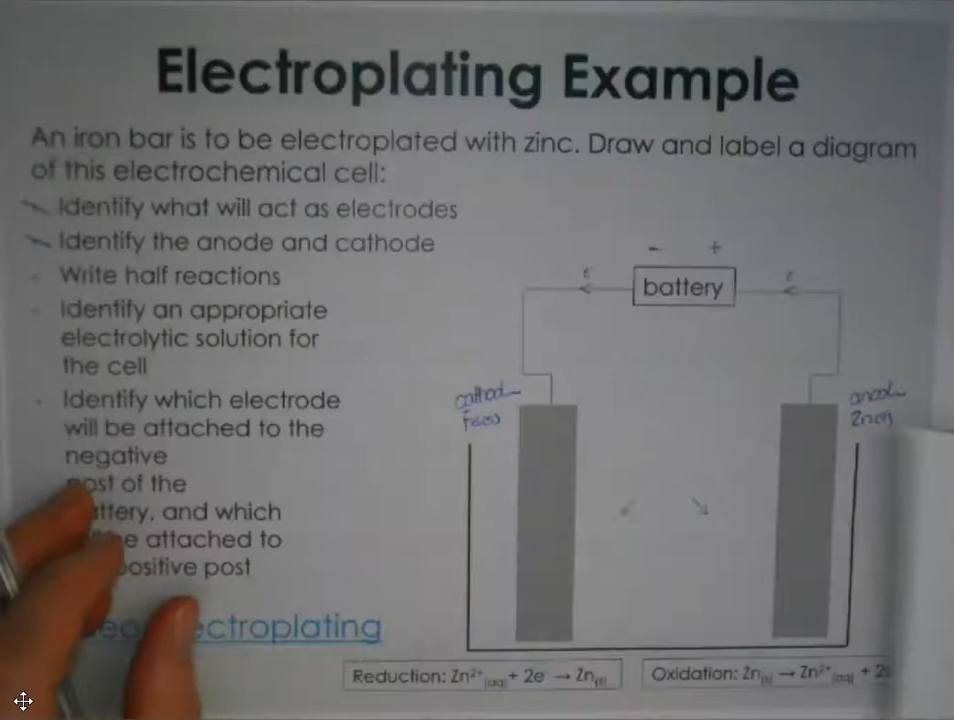 Electroplating Example
An iron bar is to be electroplated with zinc. Draw and label a diagram
of this electrochemical cell:
Identify what will act as electrodes
Identify the anode and cathode
- Write half reactions
- Identify an appropriate
electrolytic solution for
the cell
- Identify which electrode
will be attached to the
negative
post of the
and which
attached to
post
- +
battery
cathode
anode
Reduction: Zn²⁺(aq) + 2e⁻ → Zn(s)
Oxidation: Zn(s) → Zn²⁺(aq) +